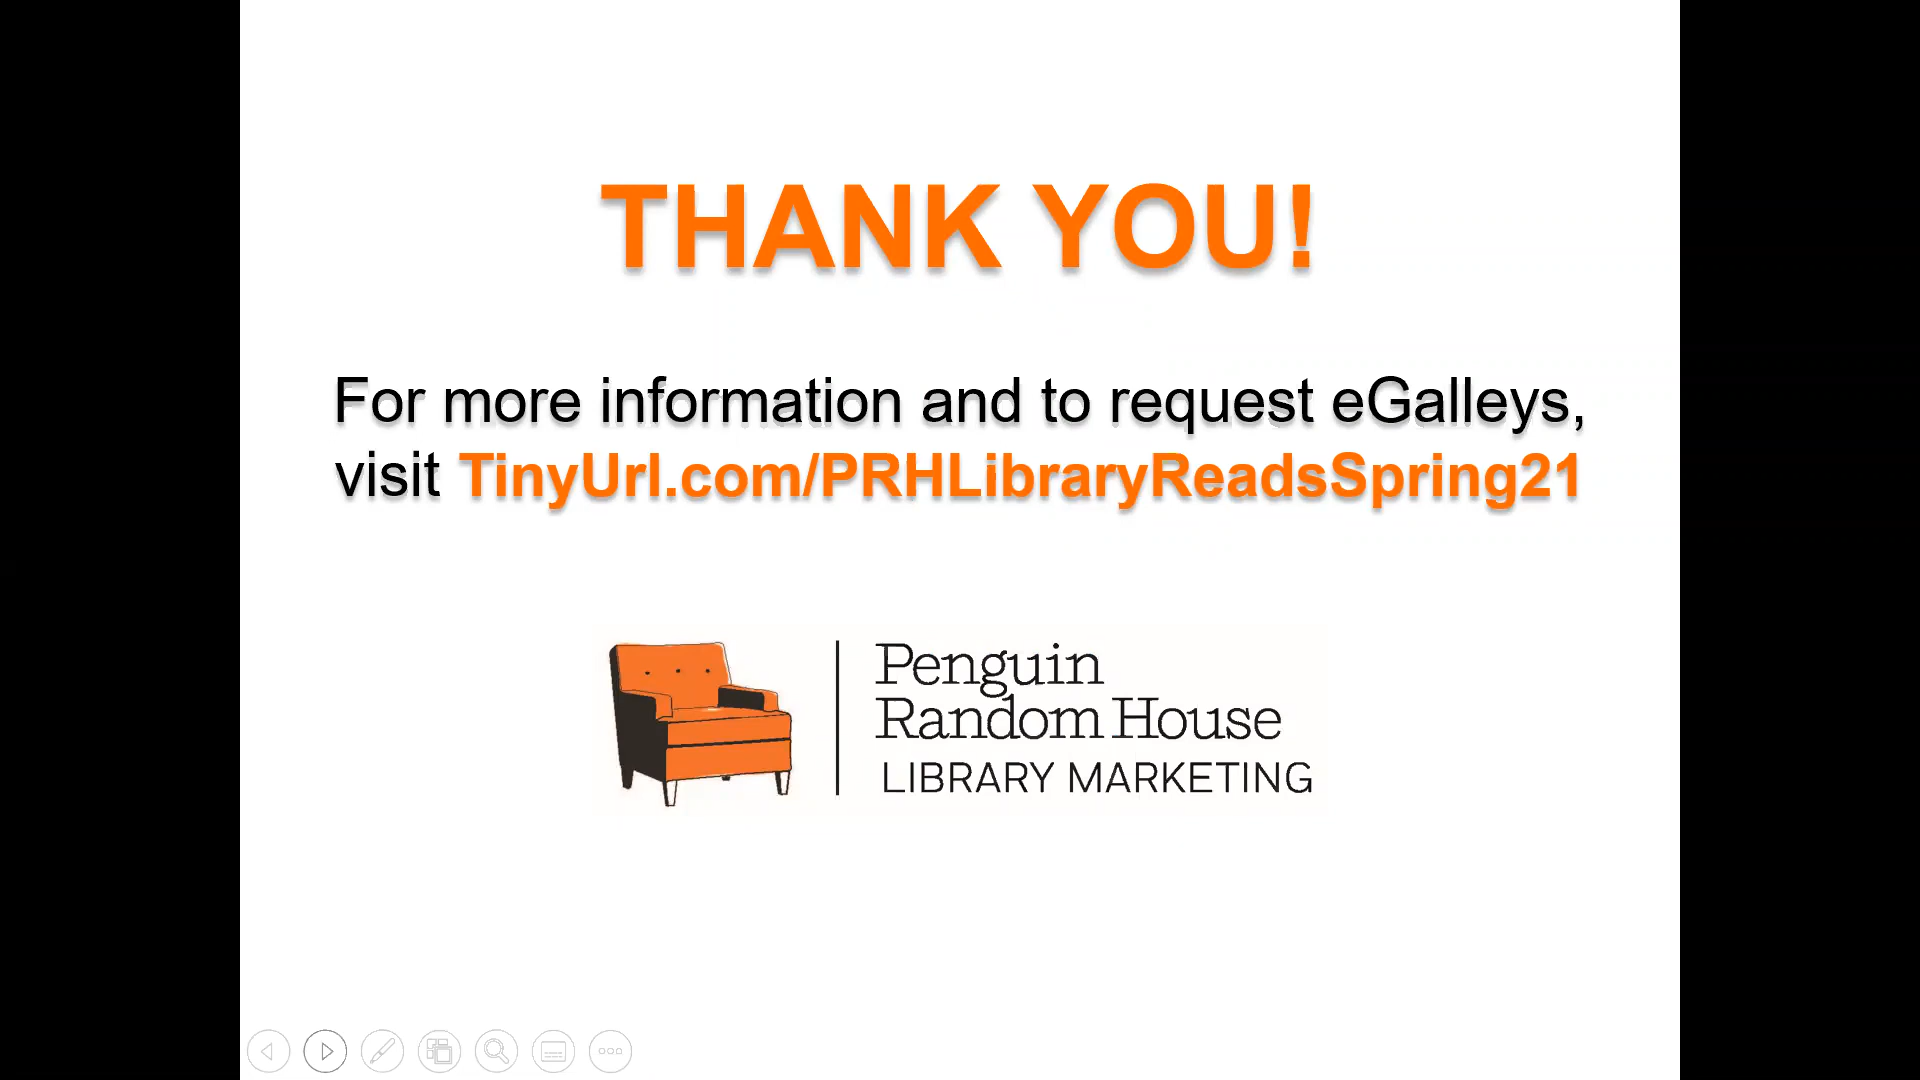 THANK YOU!
For more information and to request eGalleys,
visit TinyUrl.com/PRHLibraryReadsSpring21
Penguin
Random House
LIBRARY MARKETING